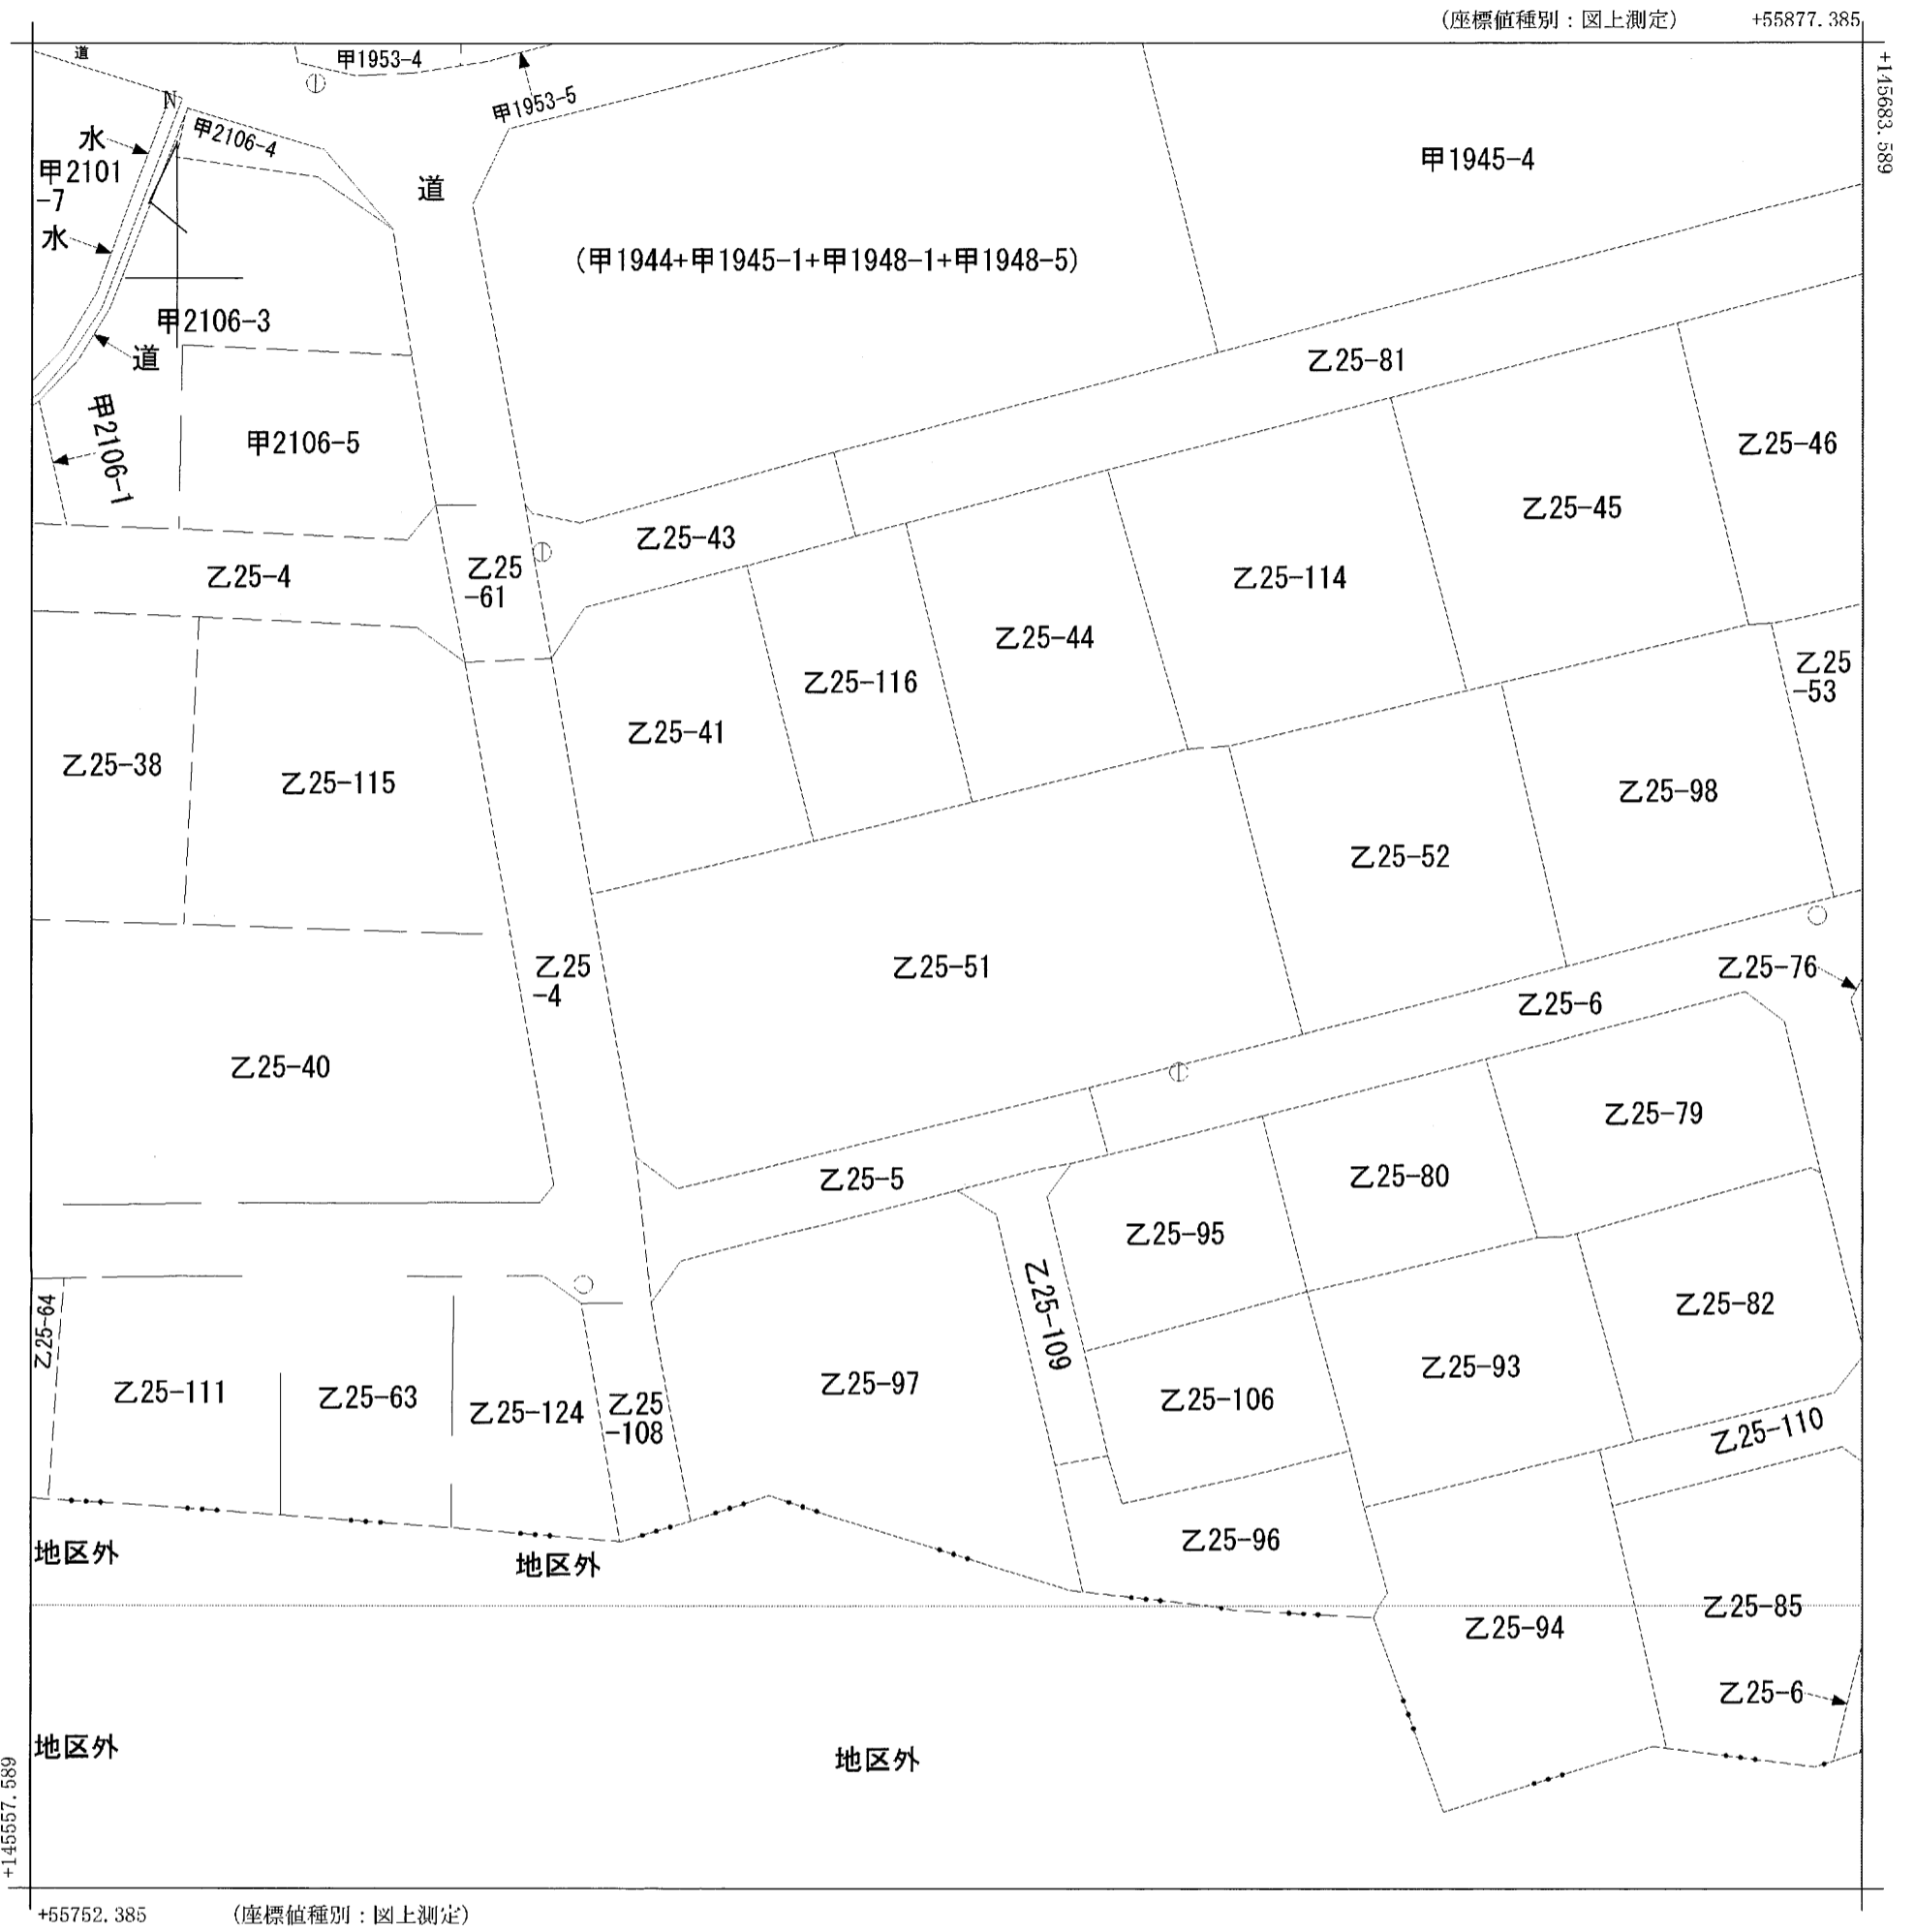 (座標値種別：図上測定)
+55877.385
+145683.589
道
甲1953-4
甲1953-5
N
甲2106-4
水
甲2101
-7
道
甲1945-4
水
(甲1944+甲1945-1+甲1948-1+甲1948-5)
甲2106-3
道
乙25-81
甲2106-1
甲2106-5
乙25-46
乙25-45
乙25-43
乙25-4
乙25
-61
乙25-114
乙25-44
乙25
-53
乙25-116
乙25-41
乙25-38
乙25-115
乙25-98
乙25-52
乙25
-4
乙25-51
乙25-76
乙25-6
乙25-40
乙25-79
乙25-5
乙25-80
乙25-95
乙25-109
乙25-64
乙25-82
乙25-93
乙25-111
乙25-63
乙25-124
乙25
-108
乙25-97
乙25-106
乙25-110
地区外
地区外
乙25-96
乙25-94
乙25-85
乙25-6
地区外
地区外
+145557.589
+55752.385
(座標値種別：図上測定)